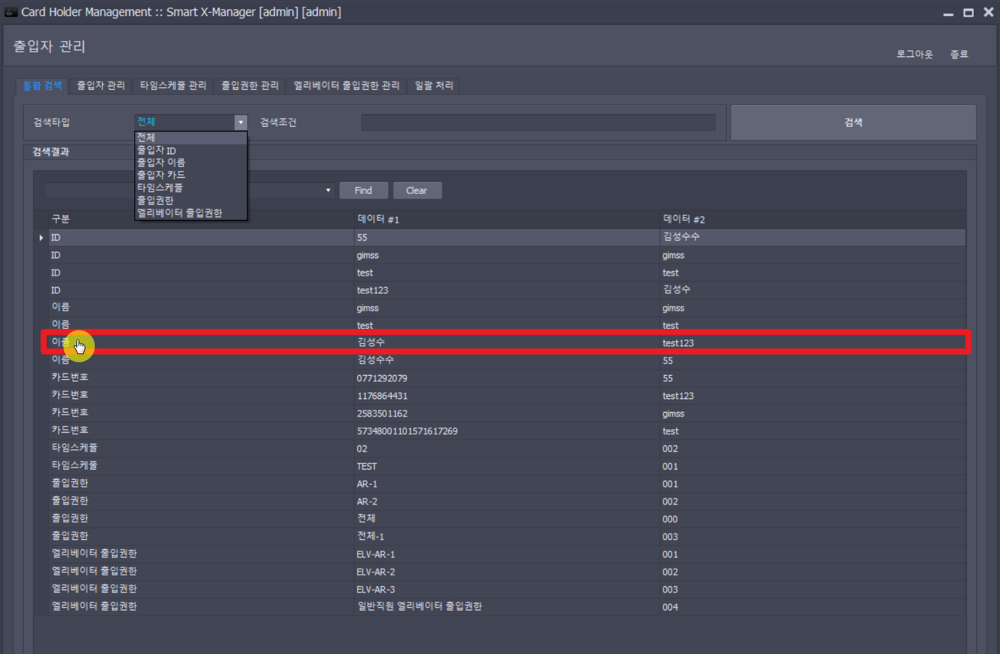 Card Holder Management :: Smart X-Manager [admin] [admin]
출입자 관리
로그아웃 종료
통합 검색 출입자 관리 타임스케쥴 관리 출입권한 관리 엘리베이터 출입권한 관리 일괄 처리
검색타입 전체 검색조건 검색
전체
출입자 ID
출입자 이름
출입자 카드
타임스케쥴
출입권한
엘리베이터 출입권한
검색결과
Find Clear
구분 데이터 #1 데이터 #2
ID 55 김성수수
ID gimss gimss
ID test test
ID test123 김성수
이름 gimss gimss
이름 test test
이름 김성수 test123
이름 김성수수 55
카드번호 0771292079 55
카드번호 1176864431 test123
카드번호 2583501162 gimss
카드번호 57348001101571617269 test
타임스케쥴 02 002
타임스케쥴 TEST 001
출입권한 AR-1 001
출입권한 AR-2 002
출입권한 전체 000
출입권한 전체-1 003
엘리베이터 출입권한 ELV-AR-1 001
엘리베이터 출입권한 ELV-AR-2 002
엘리베이터 출입권한 ELV-AR-3 003
엘리베이터 출입권한 일반직원 엘리베이터 출입권한 004